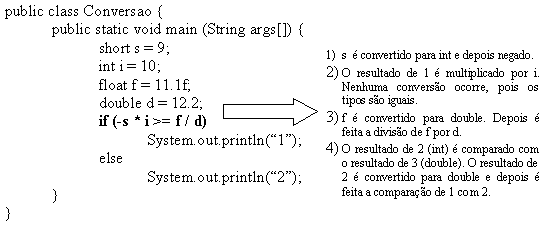 public class Conversao {
public static void main (String args[]) {
short s = 9;
int i = 10;
float f = 11.1f;
double d = 12.2;
if (-s * i >= f / d)
System.out.println(“1”);
else
System.out.println(“2”);
}
}
1) s é convertido para int e depois negado.
2) O resultado de 1 é multiplicado por i.
Nenhuma conversão ocorre, pois os
tipos são iguais.
3) f é convertido para double. Depois é
feita a divisão de f por d.
4) O resultado de 2 (int) é comparado com
o resultado de 3 (double). O resultado de
2 é convertido para double e depois é
feita a comparação de 1 com 2.